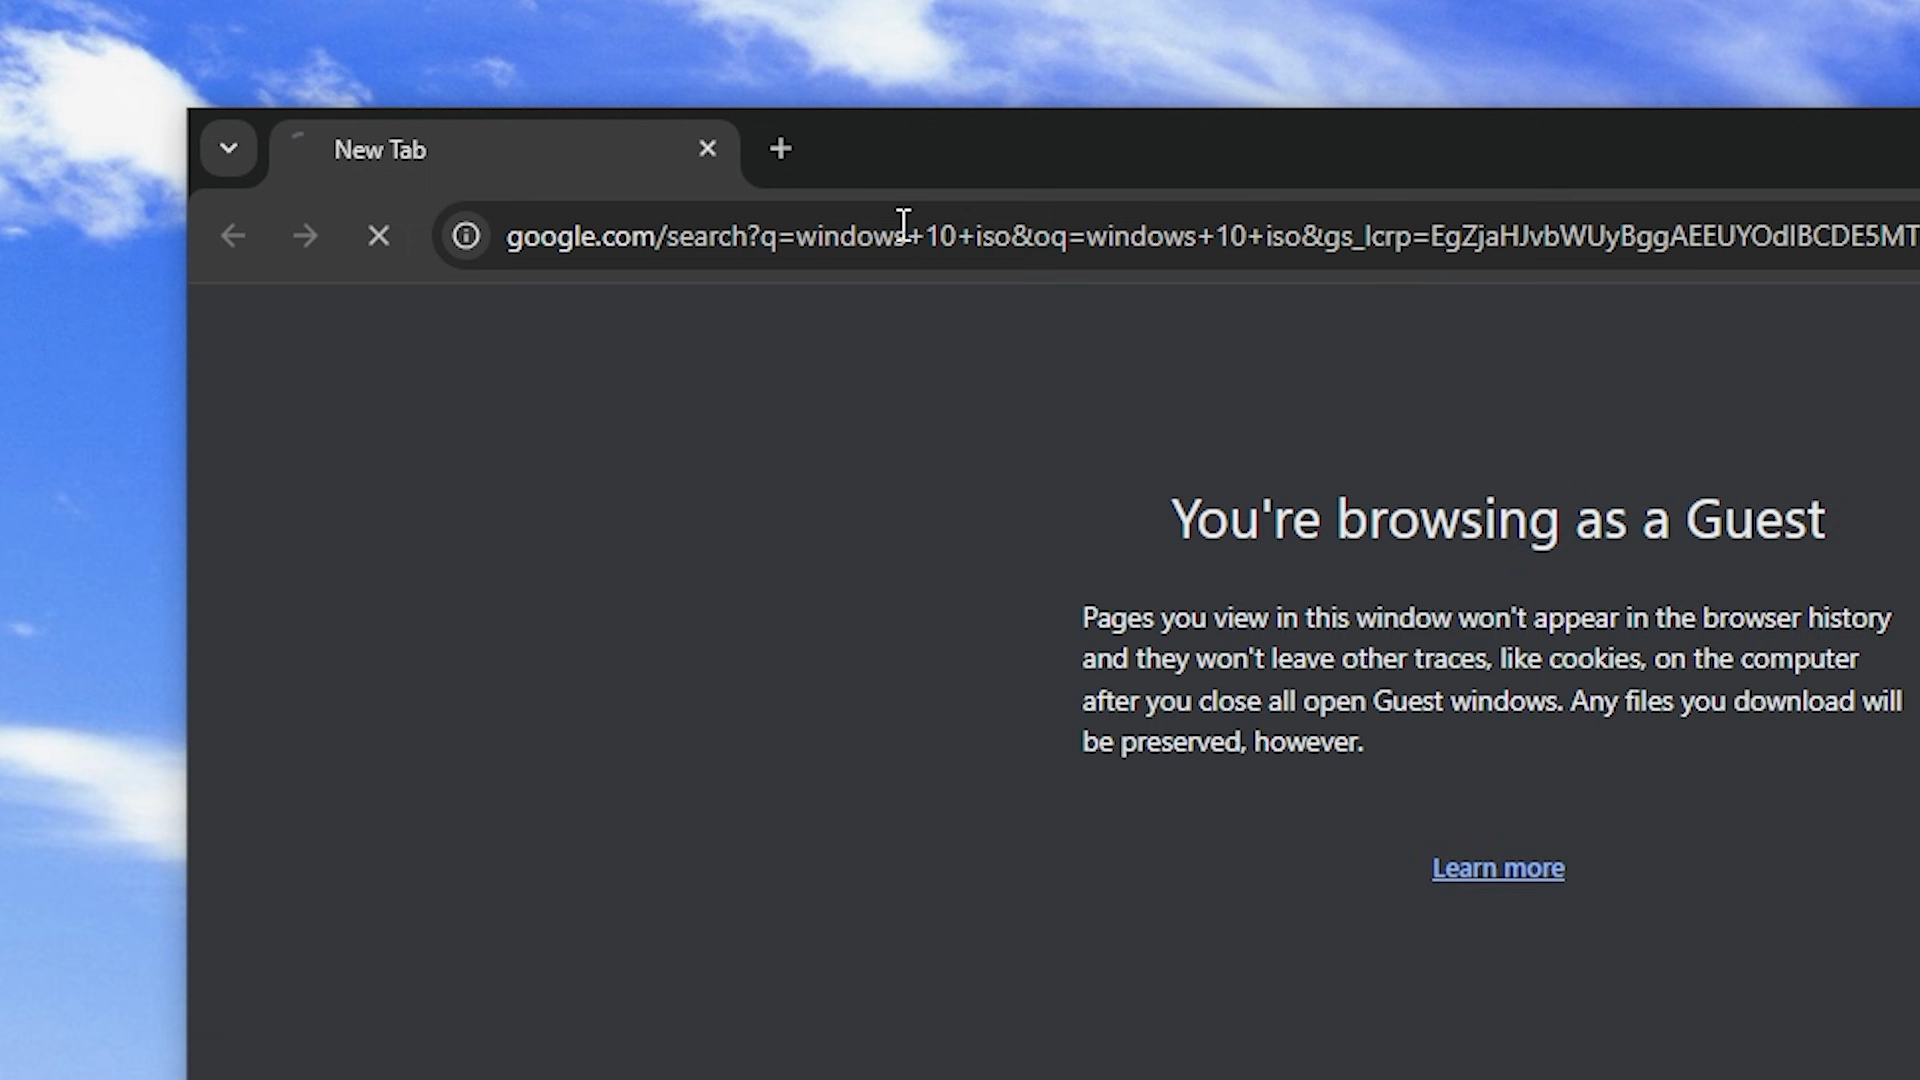 New Tab
google.com/search?q=windows+10+iso&oq=windows+10+iso&gs_lcrp=EgZjaHJvbWUyBggAEEUYOdIBCDE5MT
You're browsing as a Guest
Pages you view in this window won't appear in the browser history
and they won't leave other traces, like cookies, on the computer
after you close all open Guest windows. Any files you download will
be preserved, however.
Learn more